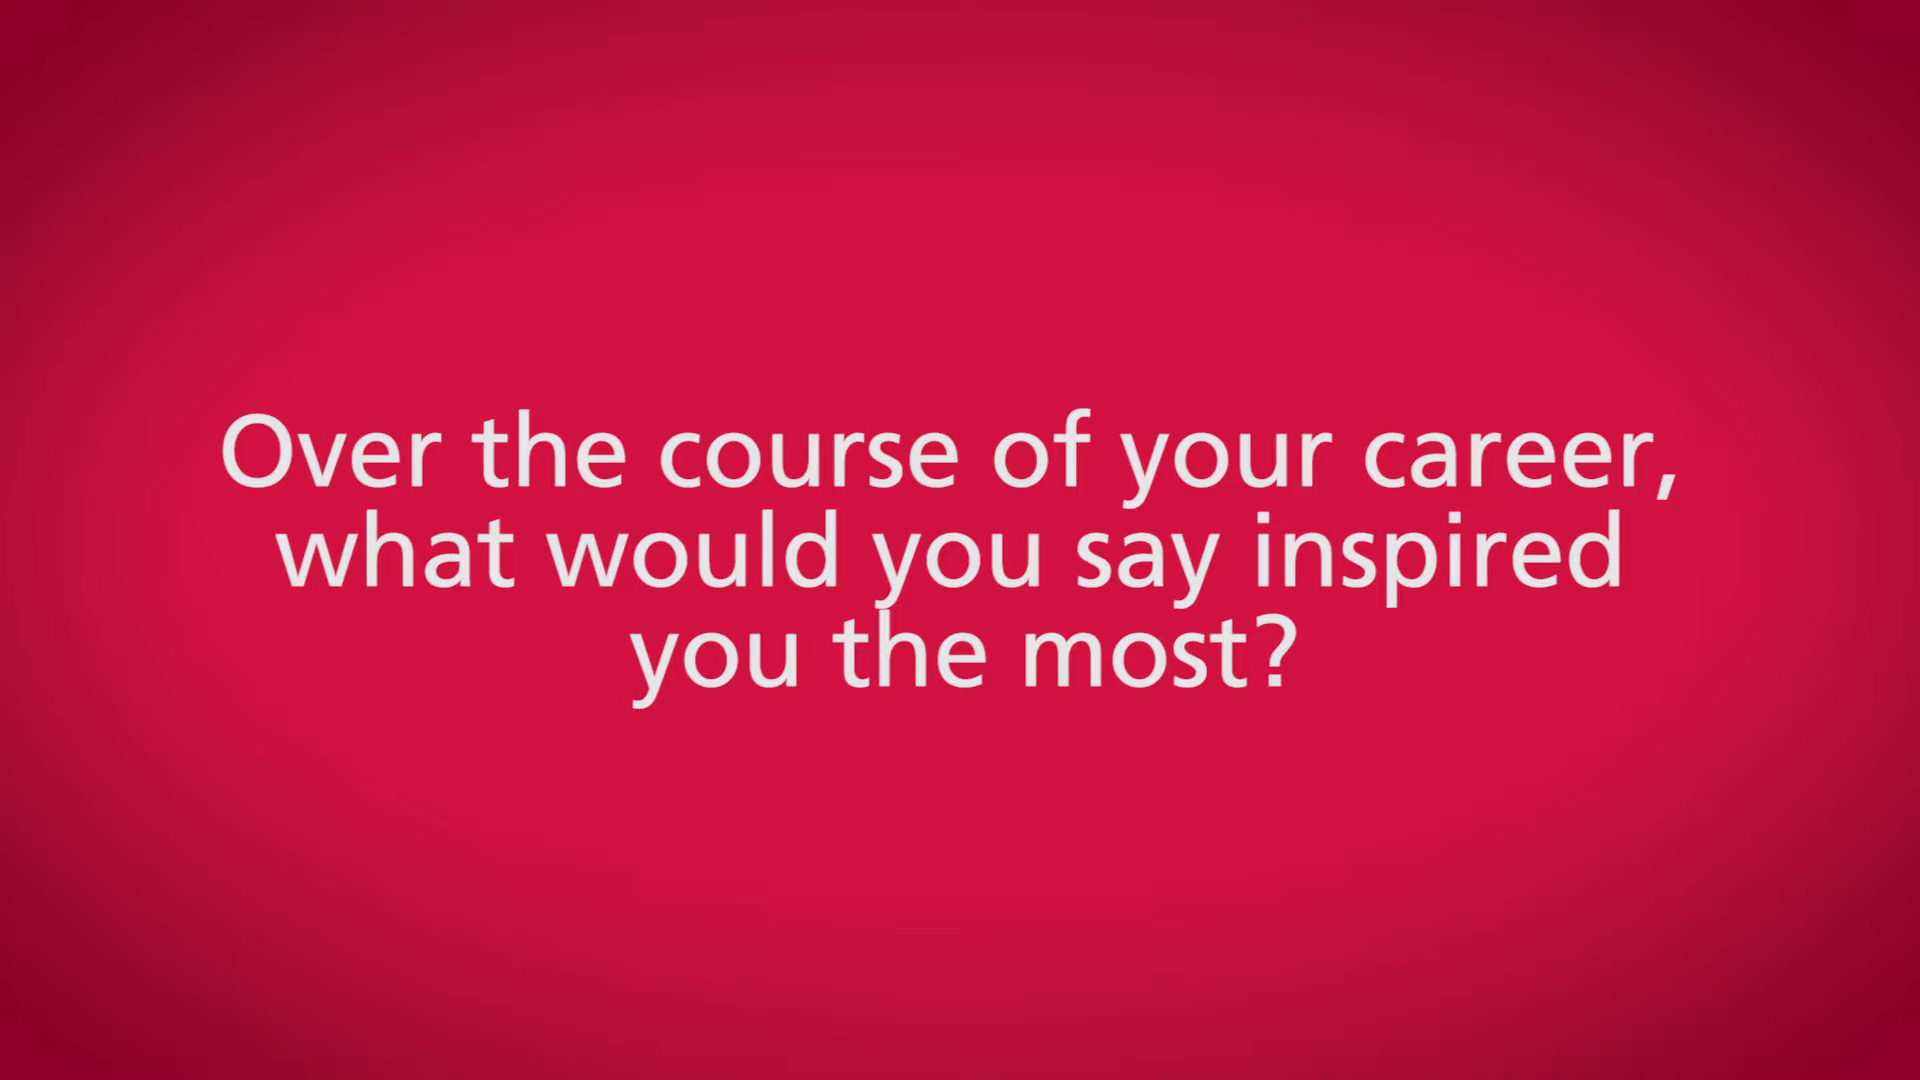 Over the course of your career,
what would you say inspired
you the most?